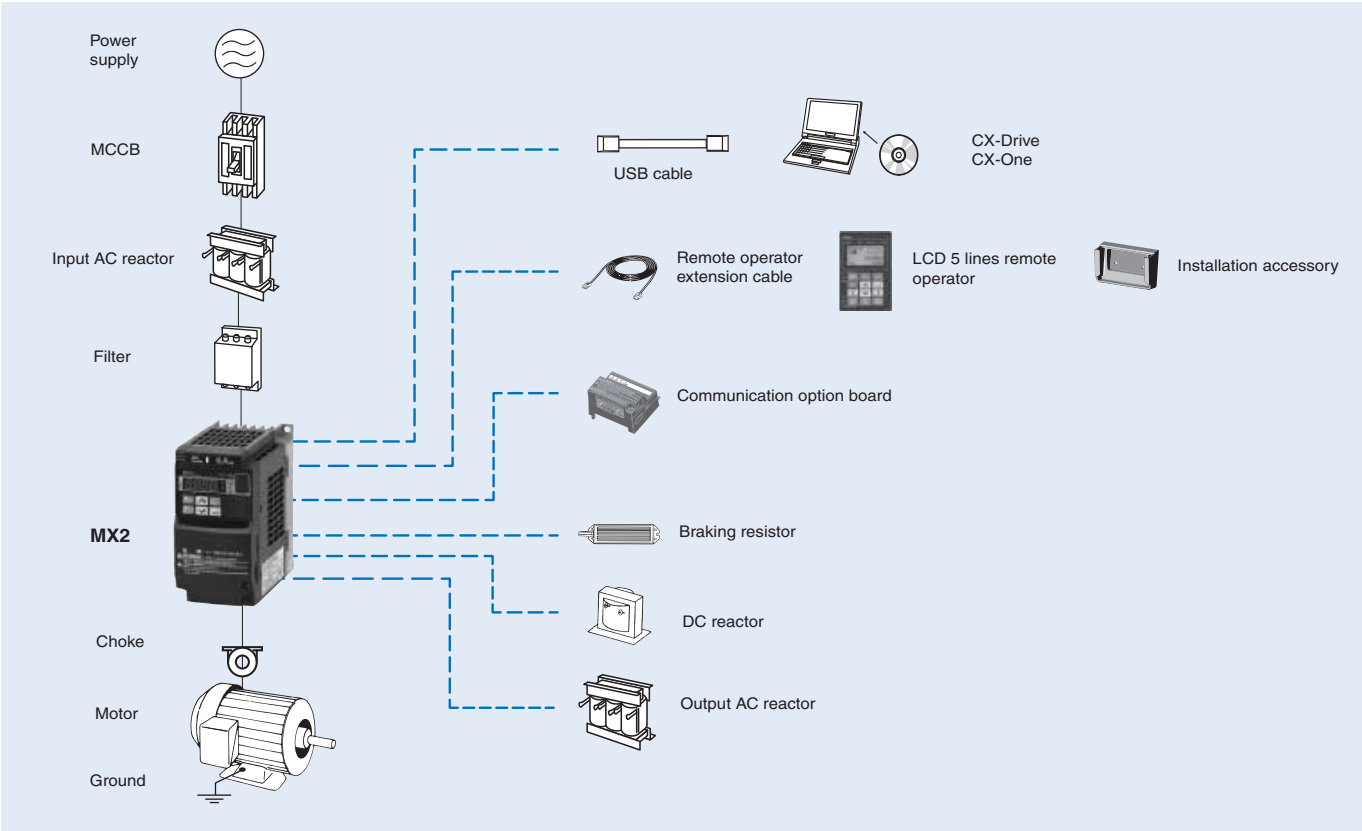 Power
supply
MCCB
USB cable
CX-Drive
CX-One
Input AC reactor
Remote operator
extension cable
LCD 5 lines remote
operator
Installation accessory
Filter
Communication option board
MX2
Braking resistor
DC reactor
Choke
Motor
Output AC reactor
Ground